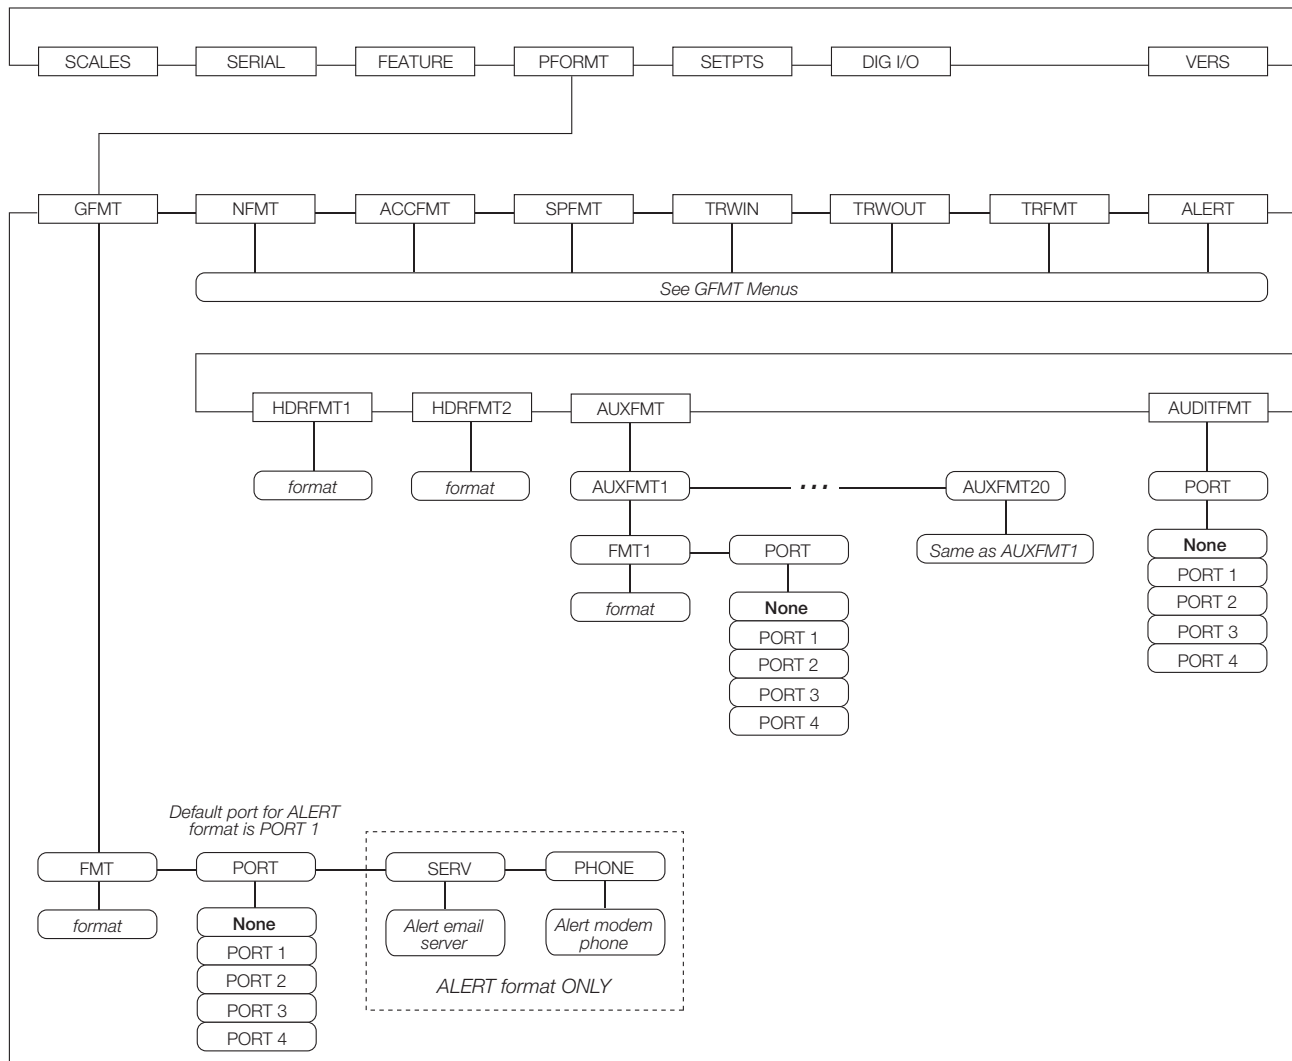 SCALES
SERIAL
FEATURE
PFORMT
SETPTS
DIG I/O
VERS
GFMT
NFMT
ACCFMT
SPFMT
TRWIN
TRWOUT
TRFMT
ALERT
See GFMT Menus
HDRFMT1
HDRFMT2
AUXFMT
AUDITFMT
format
format
AUXFMT1
...
AUXFMT20
PORT
FMT1
PORT
Same as AUXFMT1
None
PORT 1
PORT 2
PORT 3
PORT 4
format
None
PORT 1
PORT 2
PORT 3
PORT 4
Default port for ALERT
format is PORT 1
FMT
PORT
SERV
PHONE
format
None
PORT 1
PORT 2
PORT 3
PORT 4
Alert email
server
Alert modem
phone
ALERT format ONLY